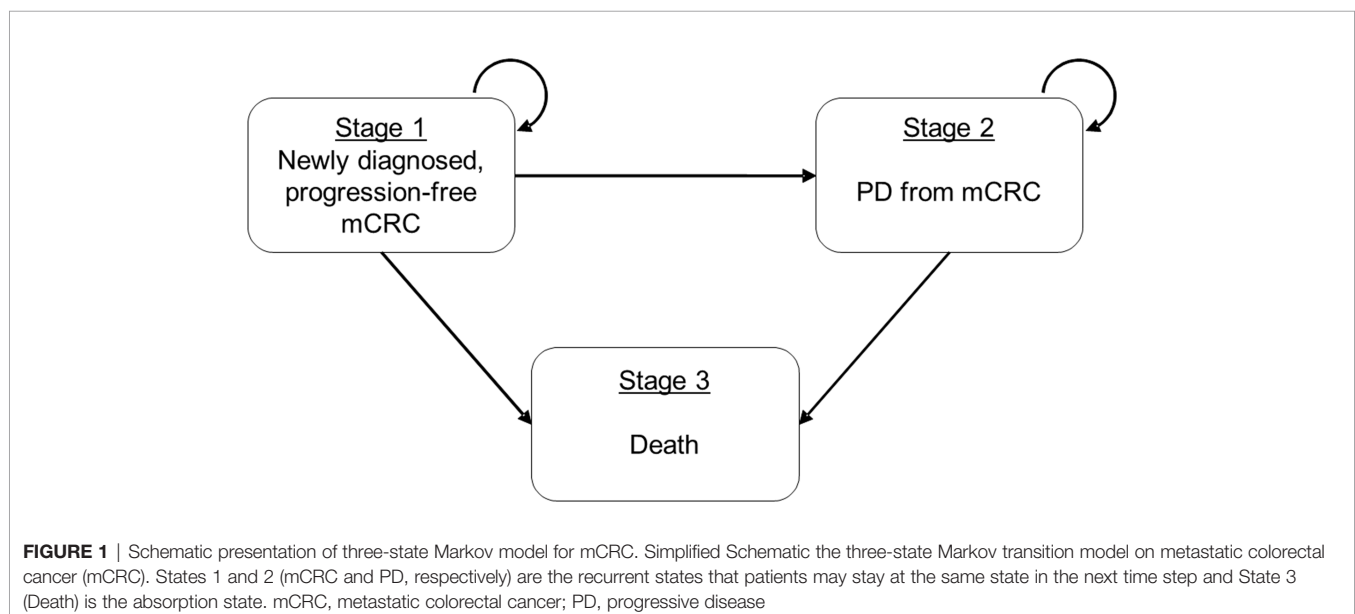 Stage 1
Newly diagnosed,
progression-free
mCRC
Stage 2
PD from mCRC
Stage 3
Death
FIGURE 1 | Schematic presentation of three-state Markov model for mCRC. Simplified Schematic the three-state Markov transition model on metastatic colorectal
cancer (mCRC). States 1 and 2 (mCRC and PD, respectively) are the recurrent states that patients may stay at the same state in the next time step and State 3
(Death) is the absorption state. mCRC, metastatic colorectal cancer; PD, progressive disease